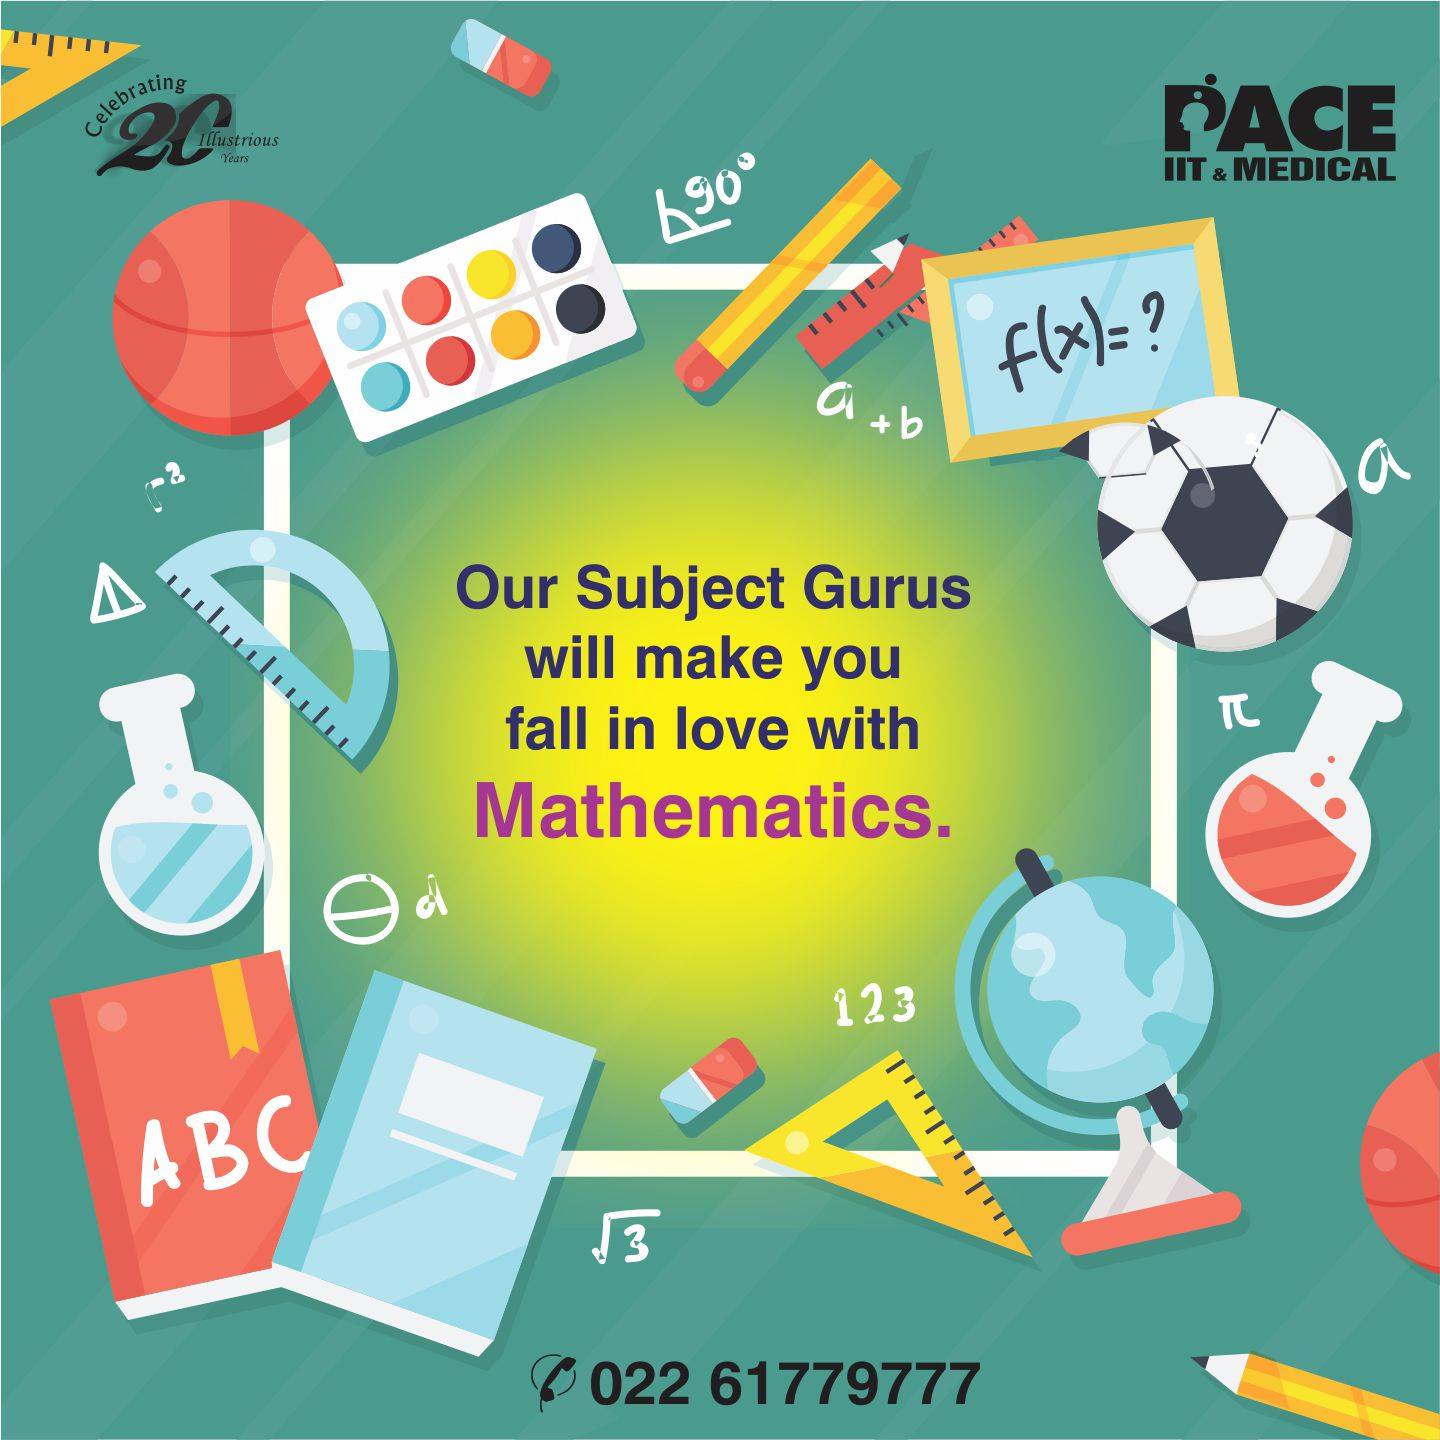 Celebrating
20
Illustrious
Years
PACE
IIT & MEDICAL
90°
f(x)=?
a+b
a
r²
Our Subject Gurus
will make you
fall in love with
Mathematics.
π
d
123
ABC
√3
022 61779777